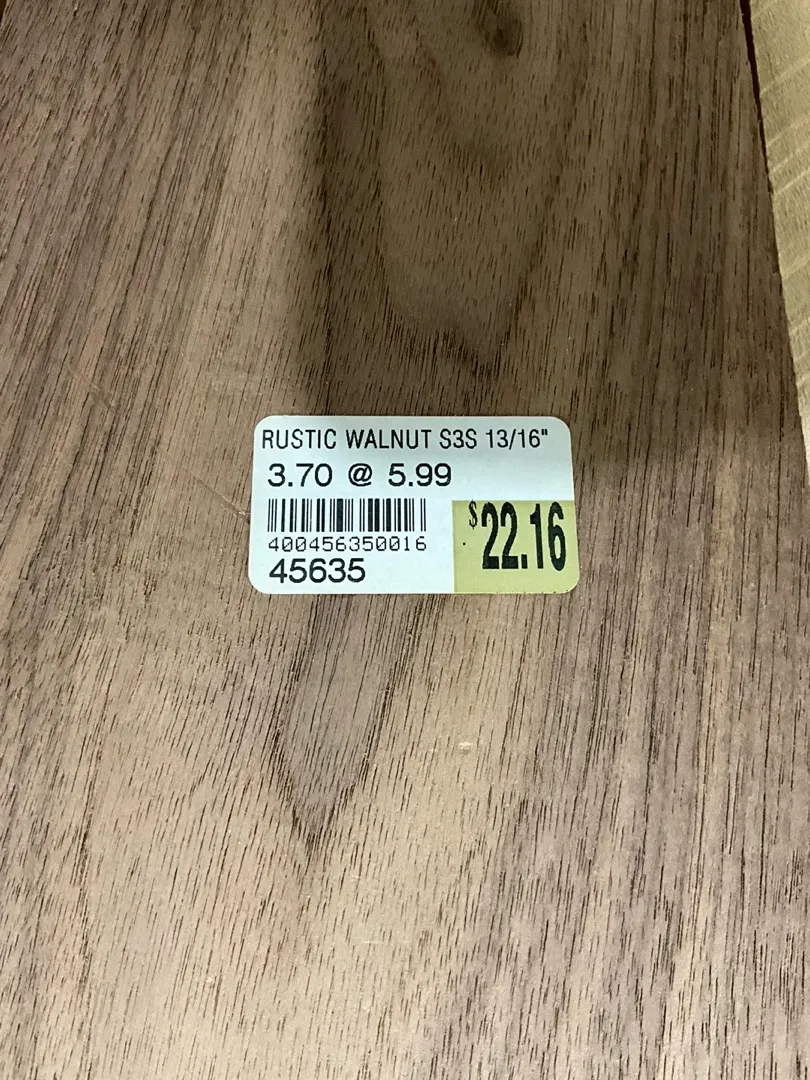 RUSTIC WALNUT S3S 13/16"
3.70 @ 5.99
400456350016
$22.16
45635